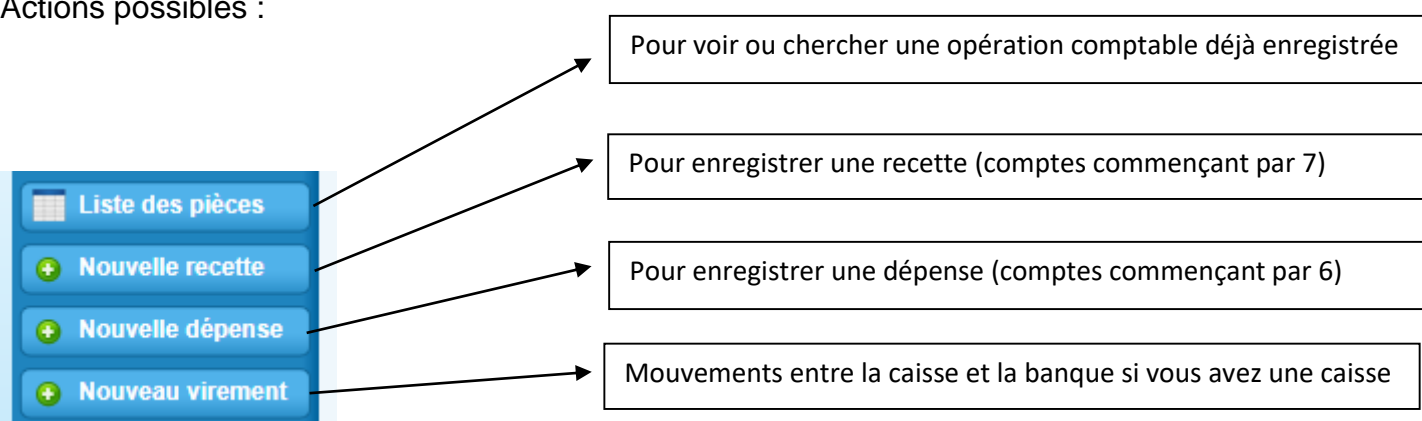 Actions possibles :
Pour voir ou chercher une opération comptable déjà enregistrée
Liste des pièces
Pour enregistrer une recette (comptes commençant par 7)
Nouvelle recette
Pour enregistrer une dépense (comptes commençant par 6)
Nouvelle dépense
Mouvements entre la caisse et la banque si vous avez une caisse
Nouveau virement